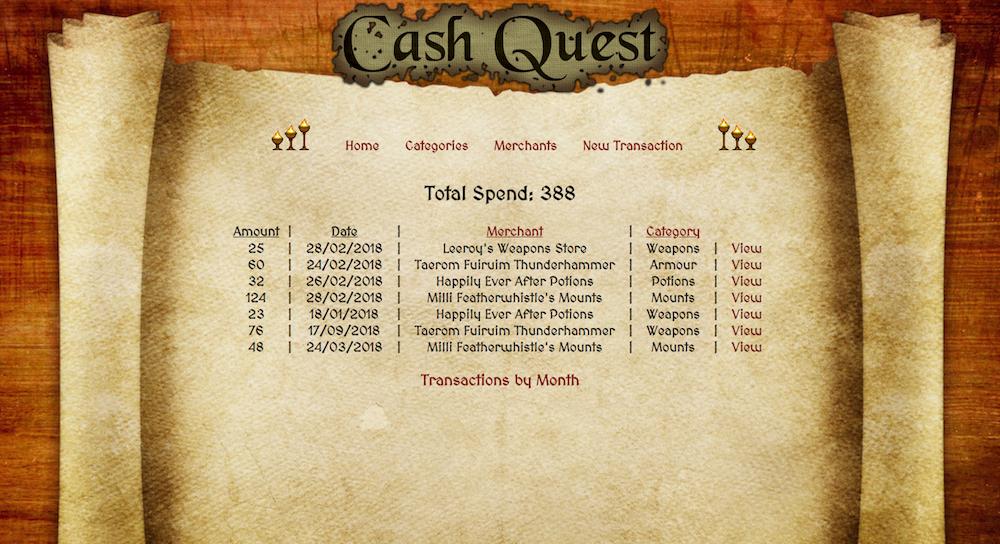 Cash Quest
Home Categories Merchants New Transaction
Total Spend: 388
Amount | Date | Merchant | Category
25 | 28/02/2018 | Leeroy's Weapons Store | Weapons | View
60 | 24/02/2018 | Taerom Fuiruim Thunderhammer | Armour | View
32 | 26/02/2018 | Happily Ever After Potions | Potions | View
124 | 28/02/2018 | Milli Featherwhistle's Mounts | Mounts | View
23 | 18/01/2018 | Happily Ever After Potions | Weapons | View
76 | 17/09/2018 | Taerom Fuiruim Thunderhammer | Weapons | View
48 | 24/03/2018 | Milli Featherwhistle's Mounts | Mounts | View
Transactions by Month